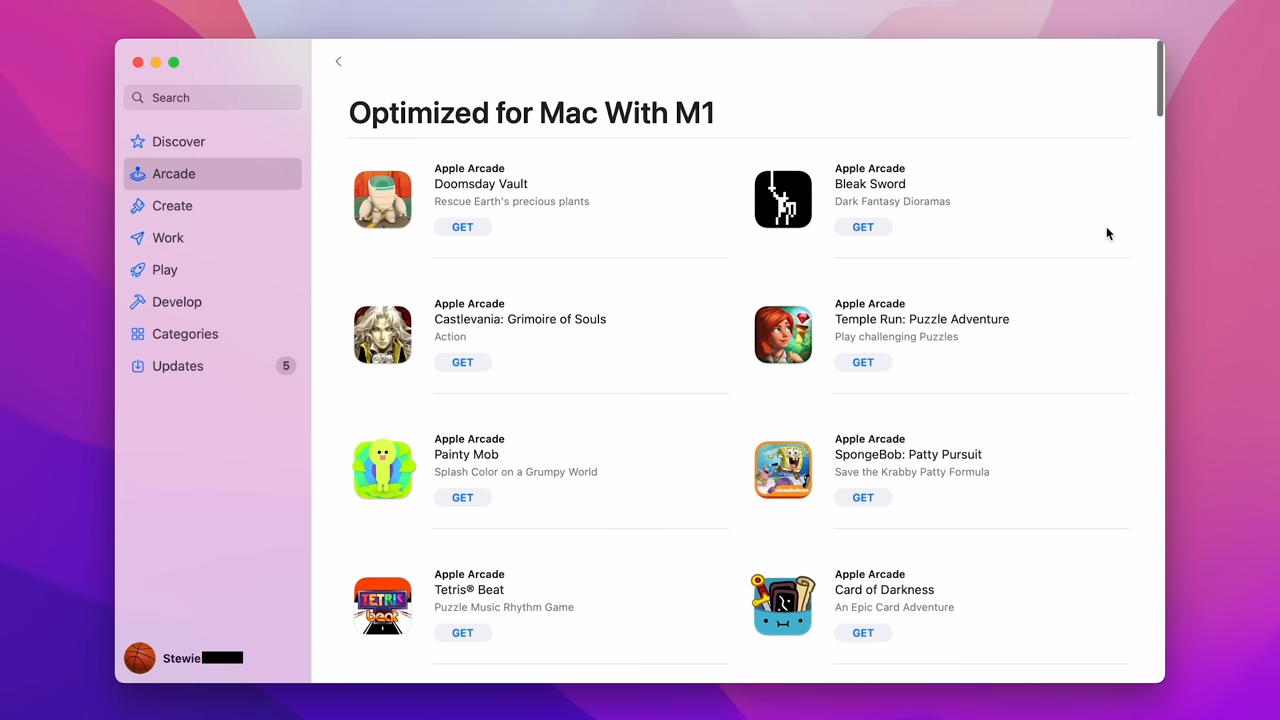 Search
Discover
Arcade
Create
Work
Play
Develop
Categories
Updates 5
Stewie
Optimized for Mac With M1
Apple Arcade
Doomsday Vault
Rescue Earth's precious plants
GET
Apple Arcade
Bleak Sword
Dark Fantasy Dioramas
GET
Apple Arcade
Castlevania: Grimoire of Souls
Action
GET
Apple Arcade
Temple Run: Puzzle Adventure
Play challenging Puzzles
GET
Apple Arcade
Painty Mob
Splash Color on a Grumpy World
GET
nickelodeon
Apple Arcade
SpongeBob: Patty Pursuit
Save the Krabby Patty Formula
GET
TETRIS
beat
Apple Arcade
Tetris® Beat
Puzzle Music Rhythm Game
GET
Apple Arcade
Card of Darkness
An Epic Card Adventure
GET